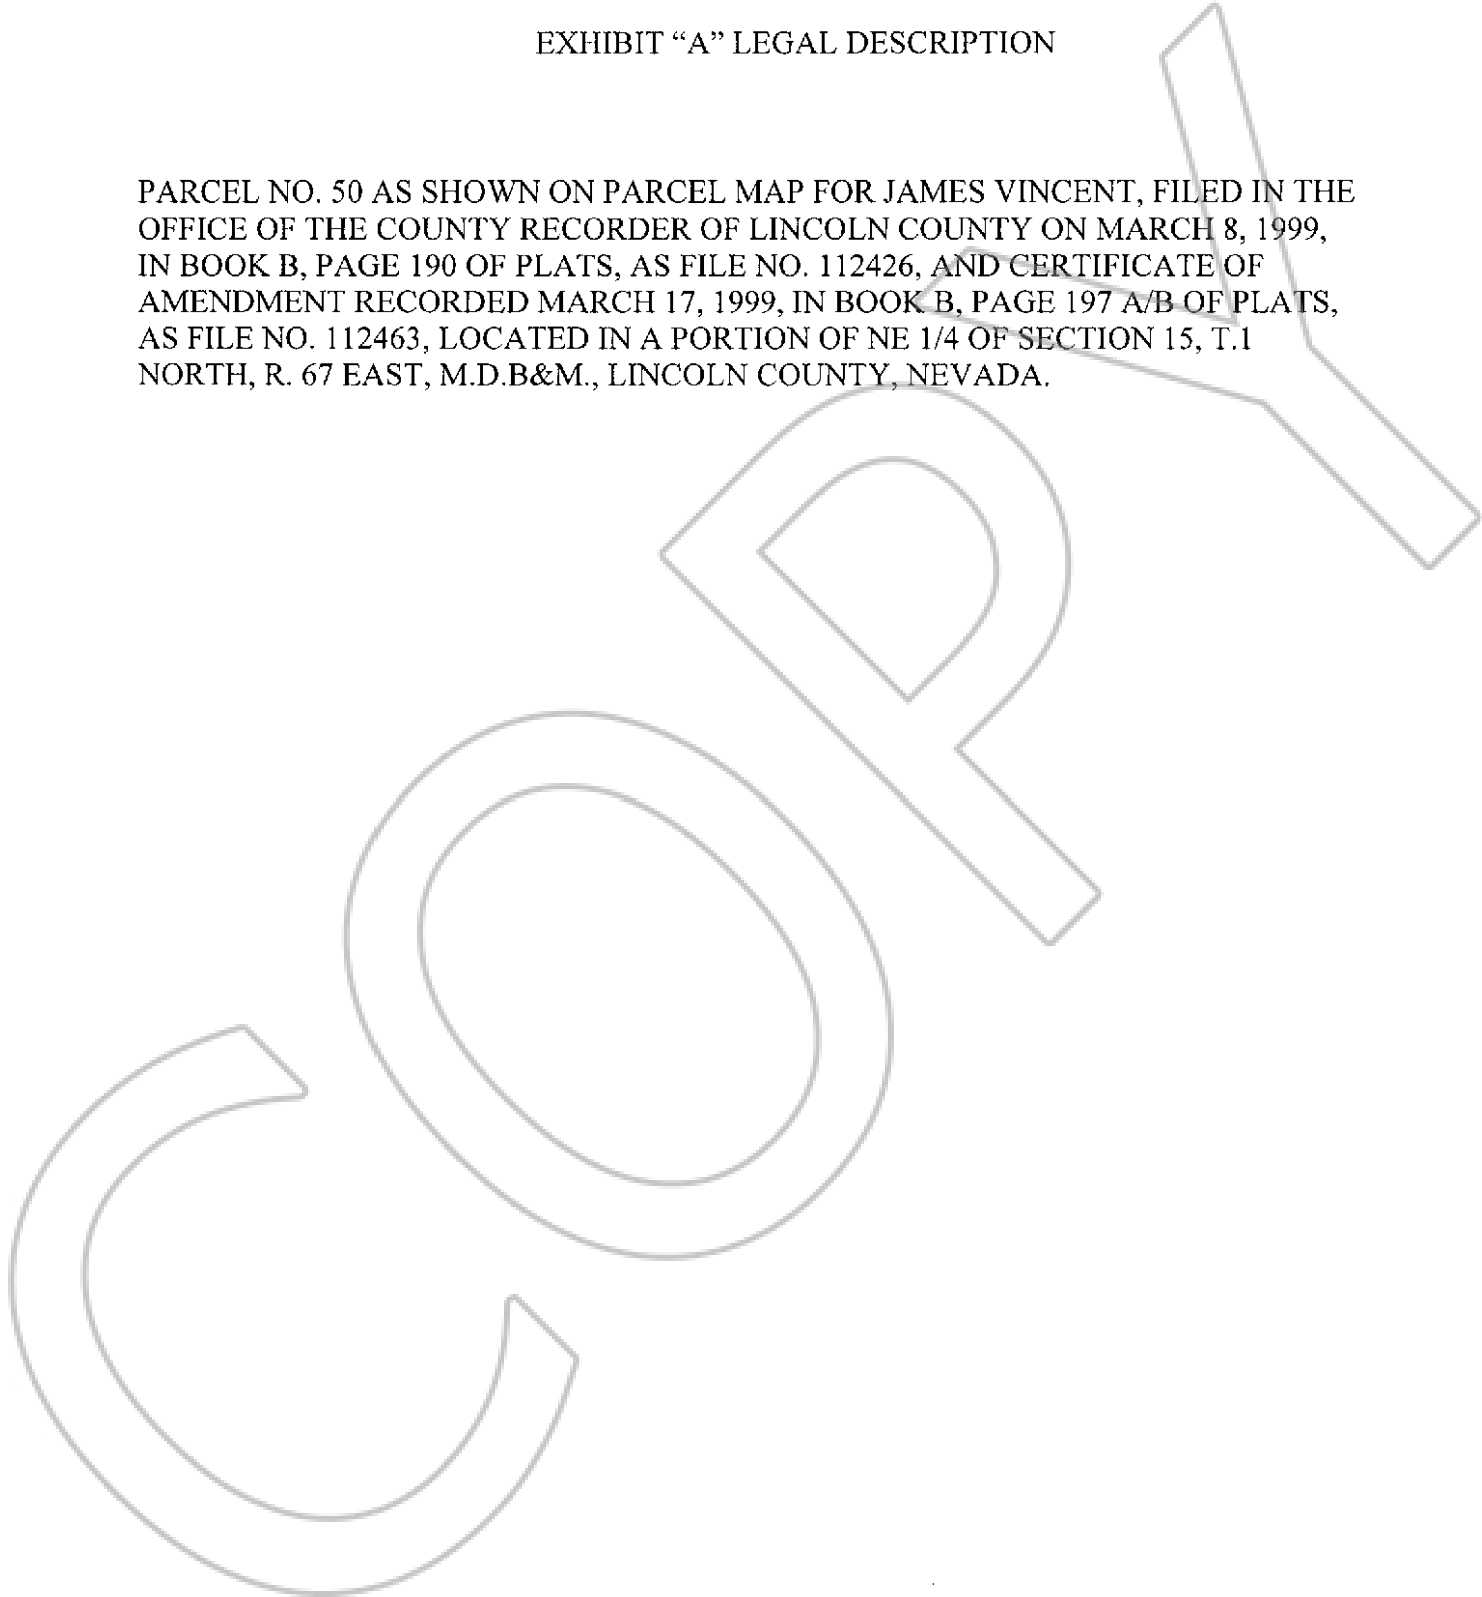 EXHIBIT “A” LEGAL DESCRIPTION
PARCEL NO. 50 AS SHOWN ON PARCEL MAP FOR JAMES VINCENT, FILED IN THE
OFFICE OF THE COUNTY RECORDER OF LINCOLN COUNTY ON MARCH 8, 1999,
IN BOOK B, PAGE 190 OF PLATS, AS FILE NO. 112426, AND CERTIFICATE OF
AMENDMENT RECORDED MARCH 17, 1999, IN BOOK B, PAGE 197 A/B OF PLATS,
AS FILE NO. 112463, LOCATED IN A PORTION OF NE 1/4 OF SECTION 15, T.1
NORTH, R. 67 EAST, M.D.B&M., LINCOLN COUNTY, NEVADA.
COPY